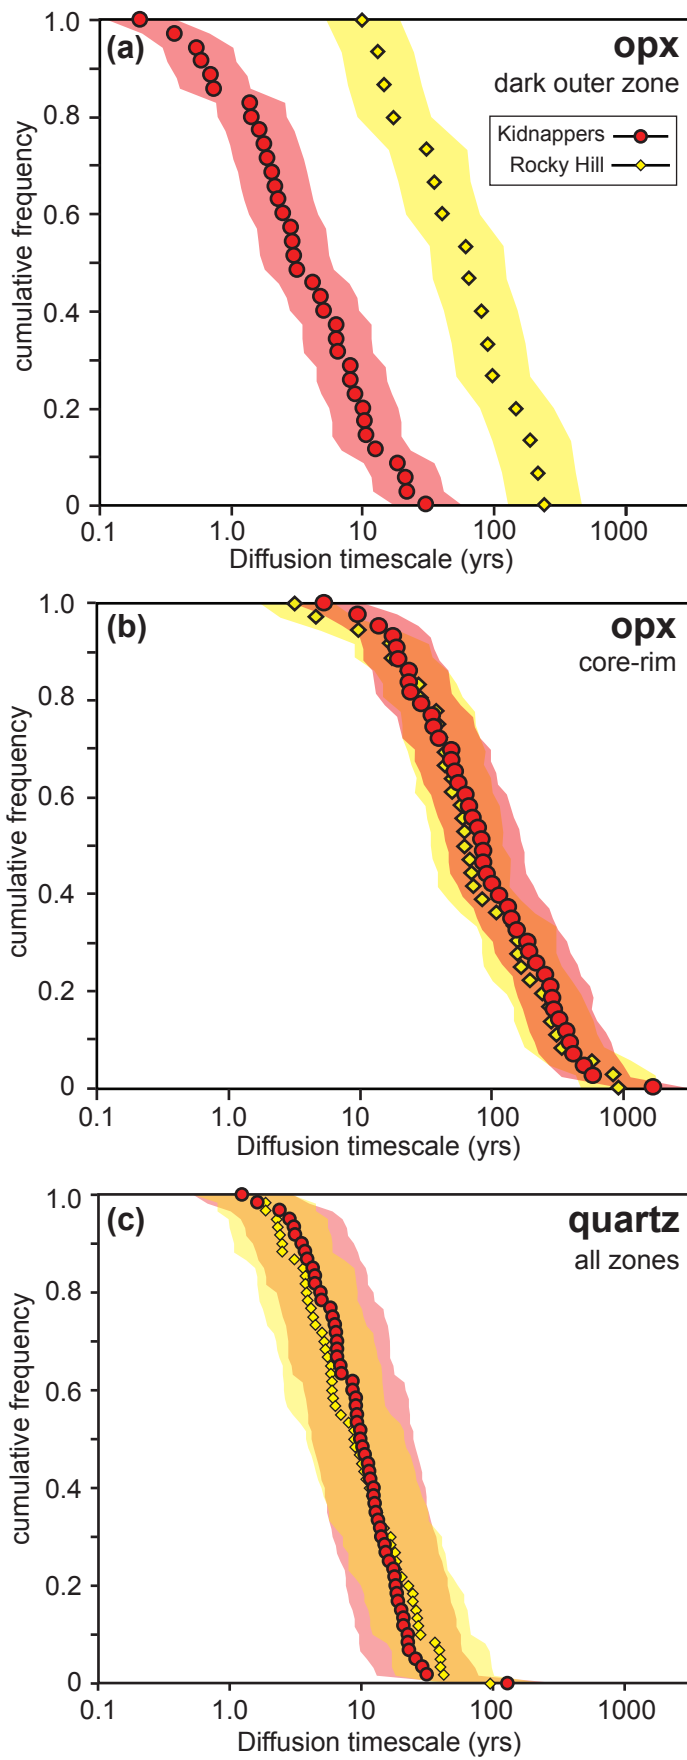 (a)
opx
dark outer zone
Kidnappers
Rocky Hill
cumulative frequency
1.0
0.8
0.6
0.4
0.2
0
0.1
1.0
10
100
1000
Diffusion timescale (yrs)
(b)
opx
core-rim
cumulative frequency
1.0
0.8
0.6
0.4
0.2
0
0.1
1.0
10
100
1000
Diffusion timescale (yrs)
(c)
quartz
all zones
cumulative frequency
1.0
0.8
0.6
0.4
0.2
0
0.1
1.0
10
100
1000
Diffusion timescale (yrs)